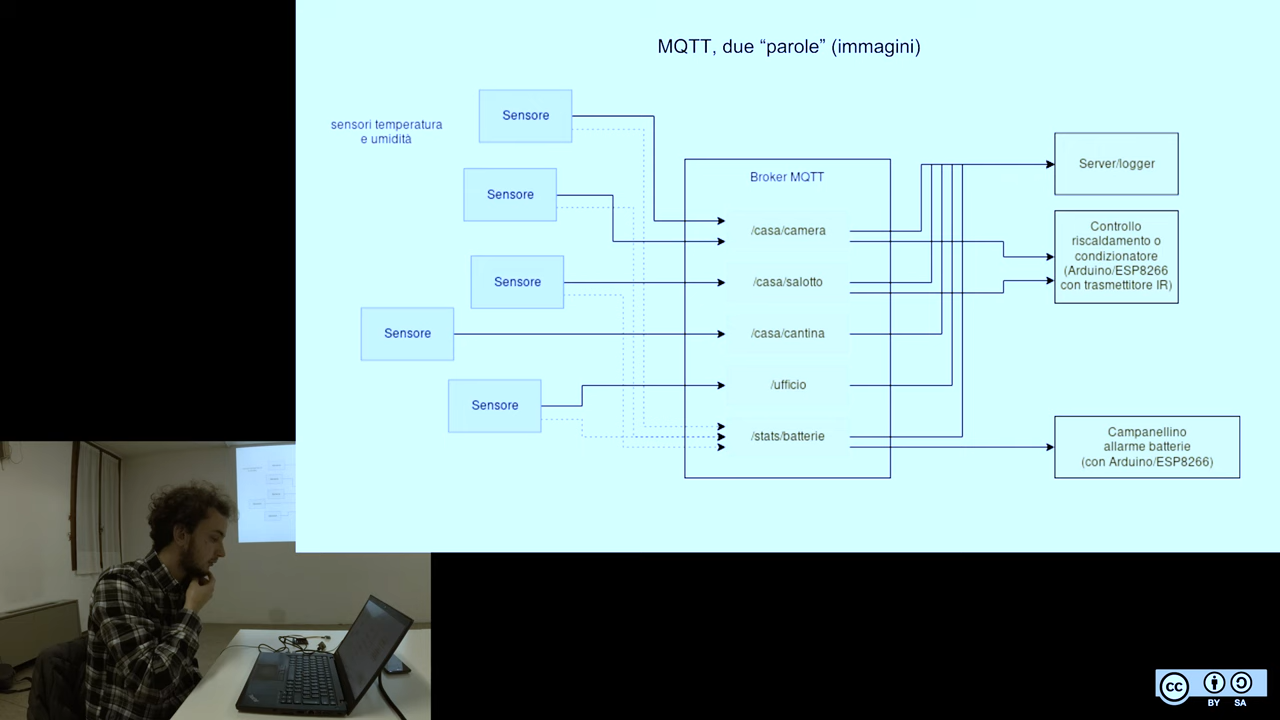 MQTT, due “parole” (immagini)
sensori temperatura
e umidità
Sensore
Sensore
Sensore
Sensore
Sensore
Broker MQTT
/casa/camera
/casa/salotto
/casa/cantina
/ufficio
/stats/batterie
Server/logger
Controllo
riscaldamento o
condizionatore
(Arduino/ESP8266
con trasmettitore IR)
Campanellino
allarme batterie
(con Arduino/ESP8266)
cc
BY SA